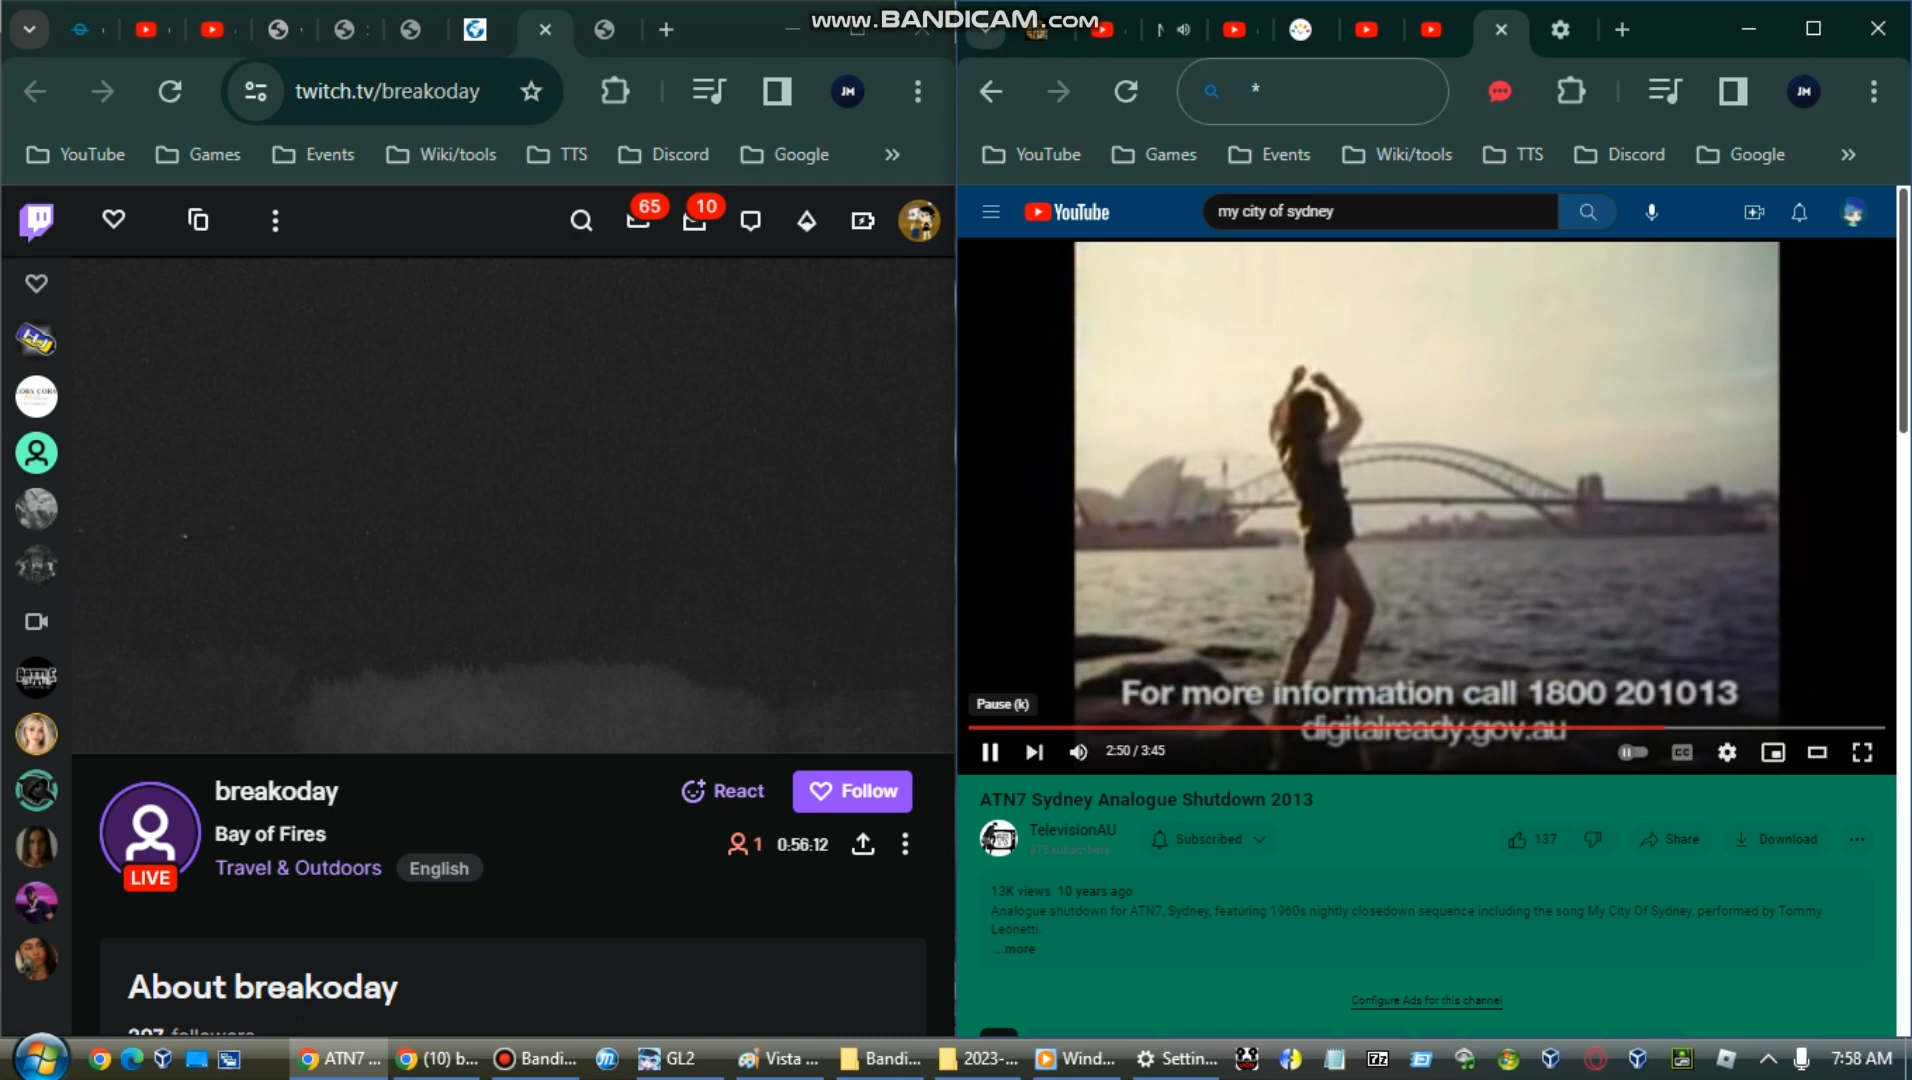 www.BANDICAM.com
twitch.tv/breakoday
JM
YouTube
Games
Events
Wiki/tools
TTS
Discord
Google
65
10
breakoday
Bay of Fires
Travel & Outdoors
English
LIVE
React
Follow
1
0:56:12
About breakoday
*
JM
YouTube
Games
Events
Wiki/tools
TTS
Discord
Google
YouTube
my city of sydney
For more information call 1800 201013
digitalready.gov.au
Pause (k)
2:50 / 3:45
CC
ATN7 Sydney Analogue Shutdown 2013
TelevisionAU
Subscribed
137
Share
Download
13K views 10 years ago
Analogue shutdown for ATN7, Sydney, featuring 1960s nightly closedown sequence including the song My City Of Sydney, performed by Tommy
Leonetti.
...more
Configure Ads for this channel
ATN7 ...
(10) b...
Bandi...
GL2
Vista ...
Bandi...
2023-...
Wind...
Settin...
7z
7:58 AM